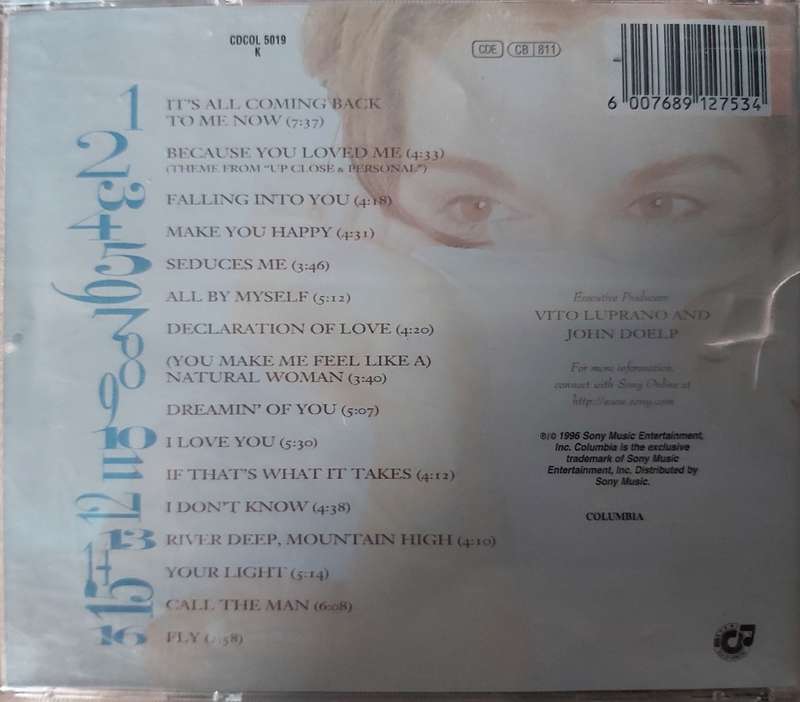 CDCOL 5019
K
CDE CB 811
6 007689 127534
1 IT'S ALL COMING BACK
TO ME NOW (7:37)
2 BECAUSE YOU LOVED ME (4:33)
(THEME FROM "UP CLOSE & PERSONAL")
3 FALLING INTO YOU (4:18)
4 MAKE YOU HAPPY (4:31)
5 SEDUCES ME (3:46)
6 ALL BY MYSELF (5:12)
7 DECLARATION OF LOVE (4:20)
8 (YOU MAKE ME FEEL LIKE A)
NATURAL WOMAN (3:40)
9 DREAMIN' OF YOU (5:07)
10 I LOVE YOU (5:30)
11 IF THAT'S WHAT IT TAKES (4:12)
12 I DON'T KNOW (4:38)
13 RIVER DEEP, MOUNTAIN HIGH (4:10)
14 YOUR LIGHT (5:14)
15 CALL THE MAN (6:08)
16 FLY
Executive Producers
VITO LUPRANO AND
JOHN DOELP
For more information,
connect with Sony Online at
http://www.sony.com
℗/© 1996 Sony Music Entertainment,
Inc. Columbia is the exclusive
trademark of Sony Music
Entertainment, Inc. Distributed by
Sony Music.
COLUMBIA